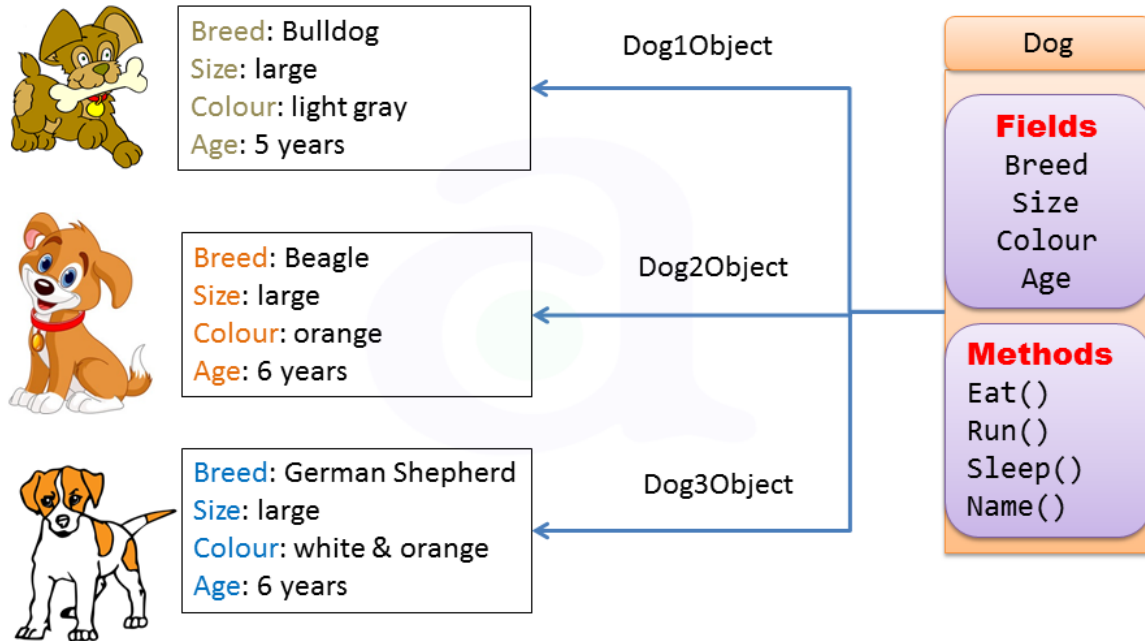 Breed: Bulldog
Size: large
Colour: light gray
Age: 5 years
Dog1Object
Breed: Beagle
Size: large
Colour: orange
Age: 6 years
Dog2Object
Breed: German Shepherd
Size: large
Colour: white & orange
Age: 6 years
Dog3Object
Dog
Fields
Breed
Size
Colour
Age
Methods
Eat()
Run()
Sleep()
Name()